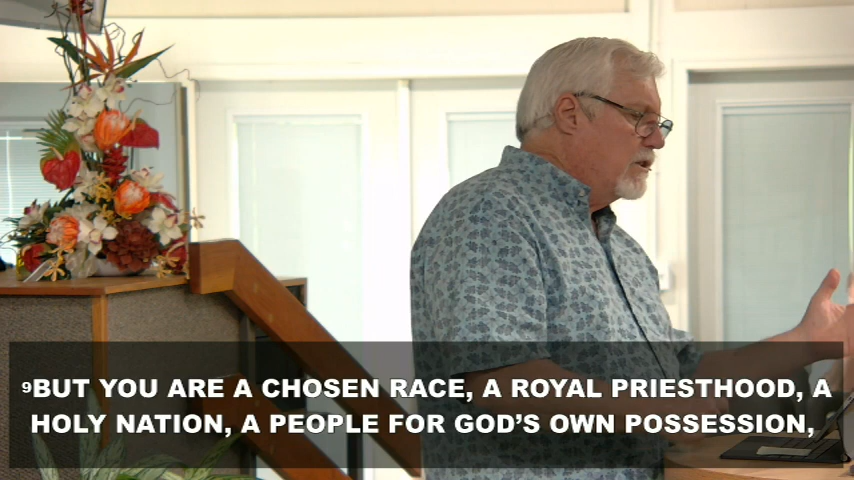 ⁹BUT YOU ARE A CHOSEN RACE, A ROYAL PRIESTHOOD, A
HOLY NATION, A PEOPLE FOR GOD’S OWN POSSESSION,